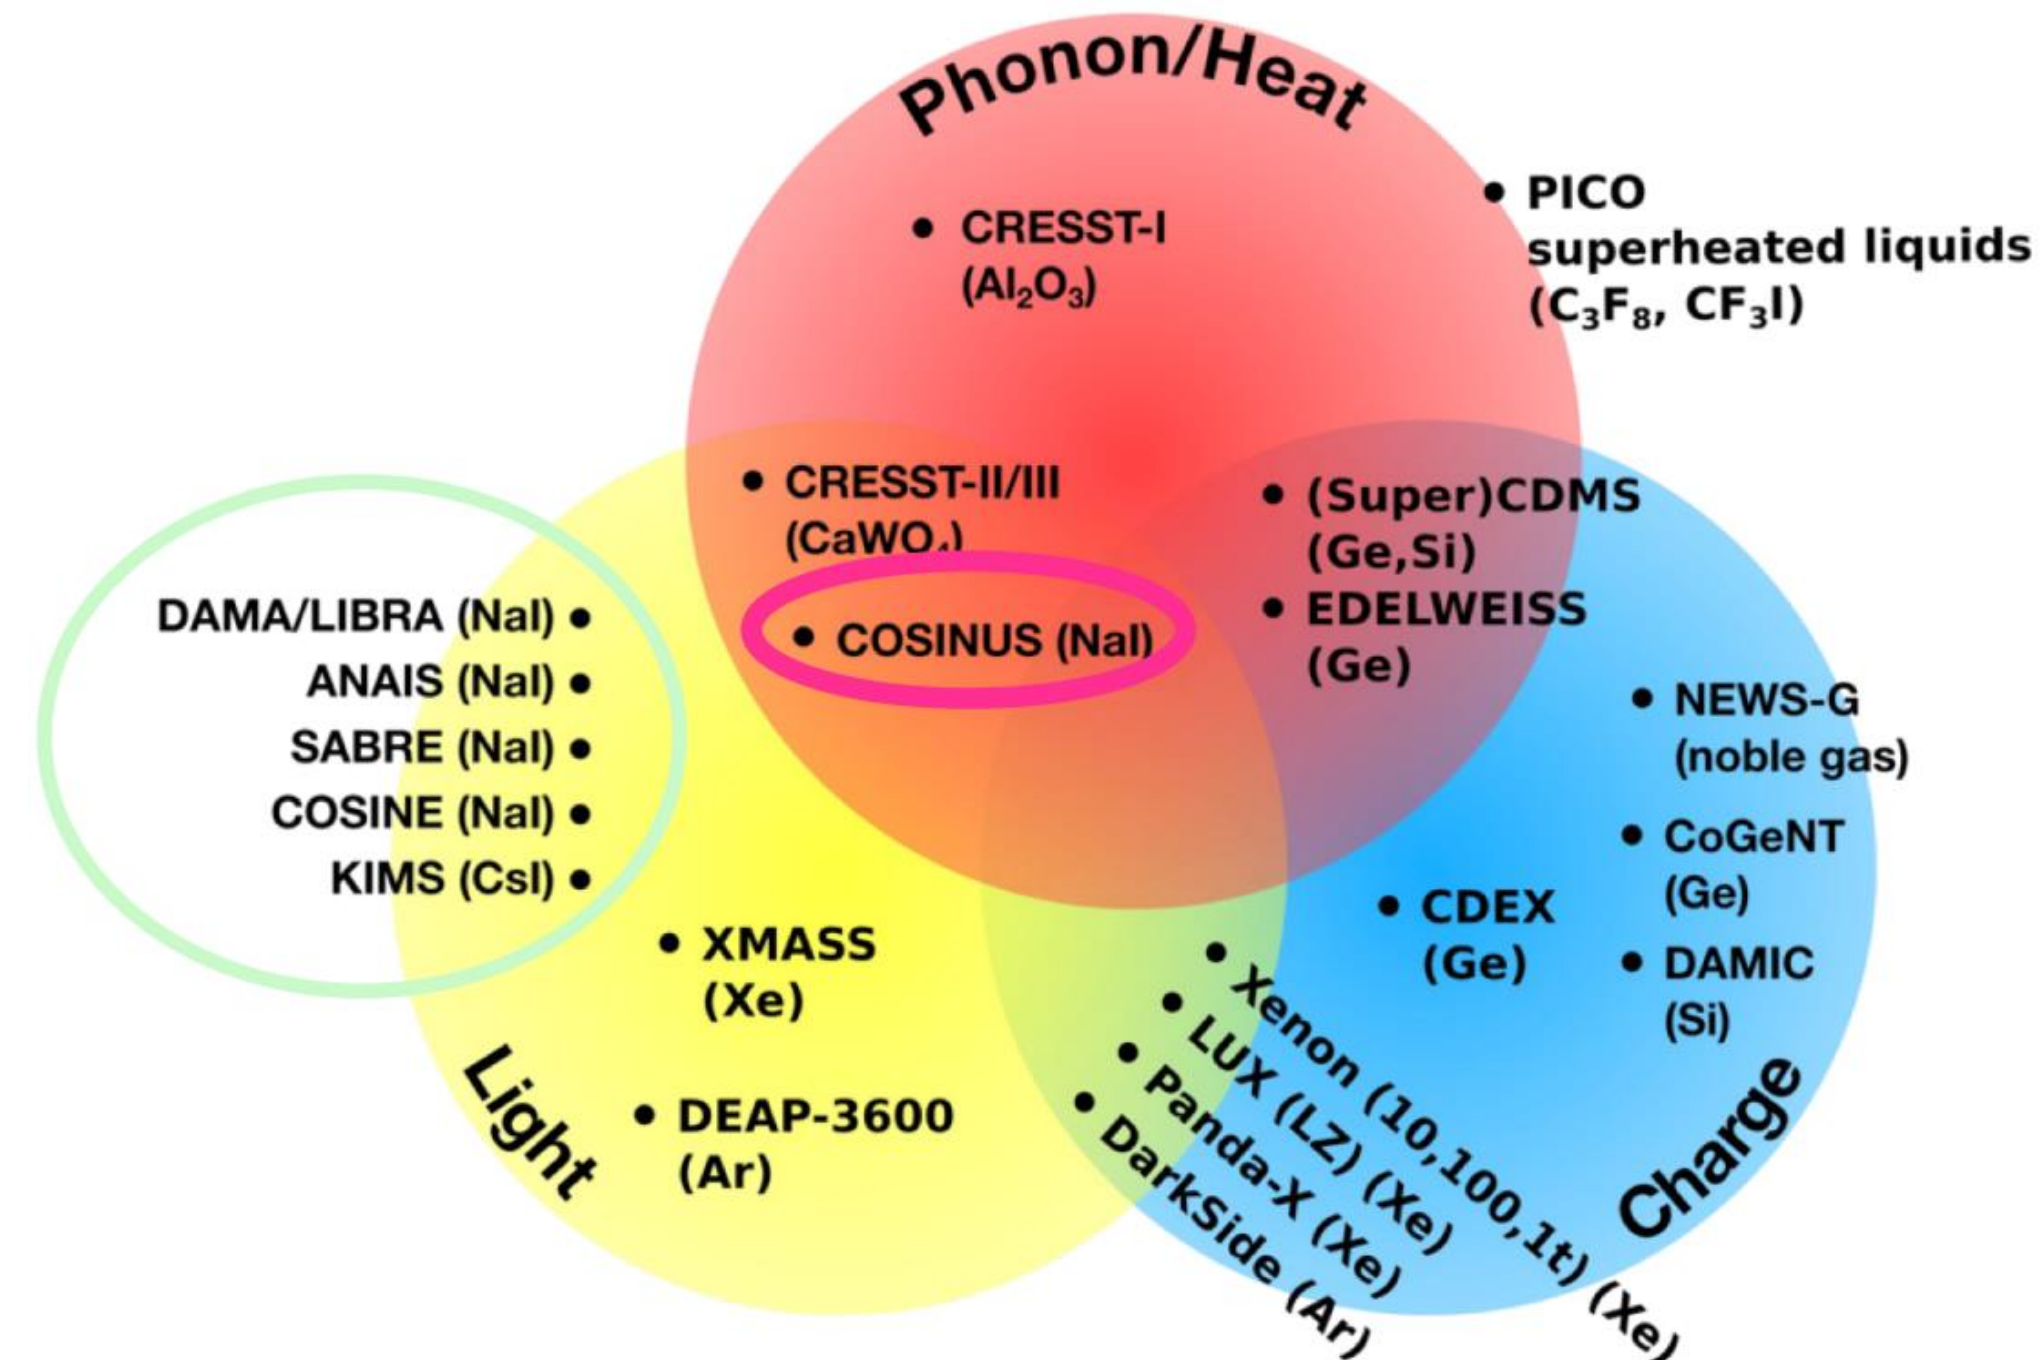 Phonon/Heat
• CRESST-I
(Al₂O₃)
• PICO
superheated liquids
(C₃F₈, CF₃I)
• CRESST-II/III
(CaWO₄)
• COSINUS (NaI)
• (Super)CDMS
(Ge,Si)
• EDELWEISS
(Ge)
DAMA/LIBRA (NaI) •
ANAIS (NaI) •
SABRE (NaI) •
COSINE (NaI) •
KIMS (CsI) •
• XMASS
(Xe)
• DEAP-3600
(Ar)
Light
• NEWS-G
(noble gas)
• CoGeNT
(Ge)
• CDEX
(Ge)
• DAMIC
(Si)
• Xenon (10,100,1t) (Xe)
• LUX (LZ) (Xe)
• Panda-X (Xe)
• DarkSide (Ar)
Charge